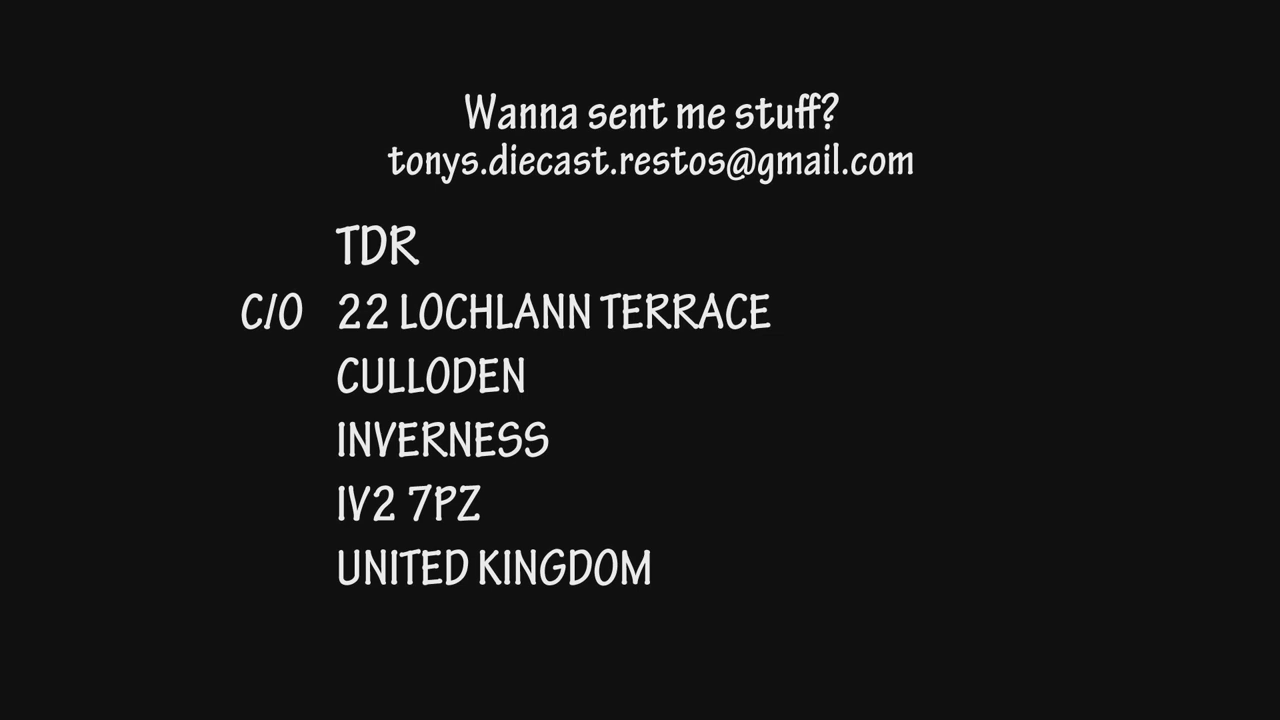 Wanna sent me stuff?
tonys.diecast.restos@gmail.com
TDR
C/O 22 LOCHLANN TERRACE
CULLODEN
INVERNESS
IV2 7PZ
UNITED KINGDOM